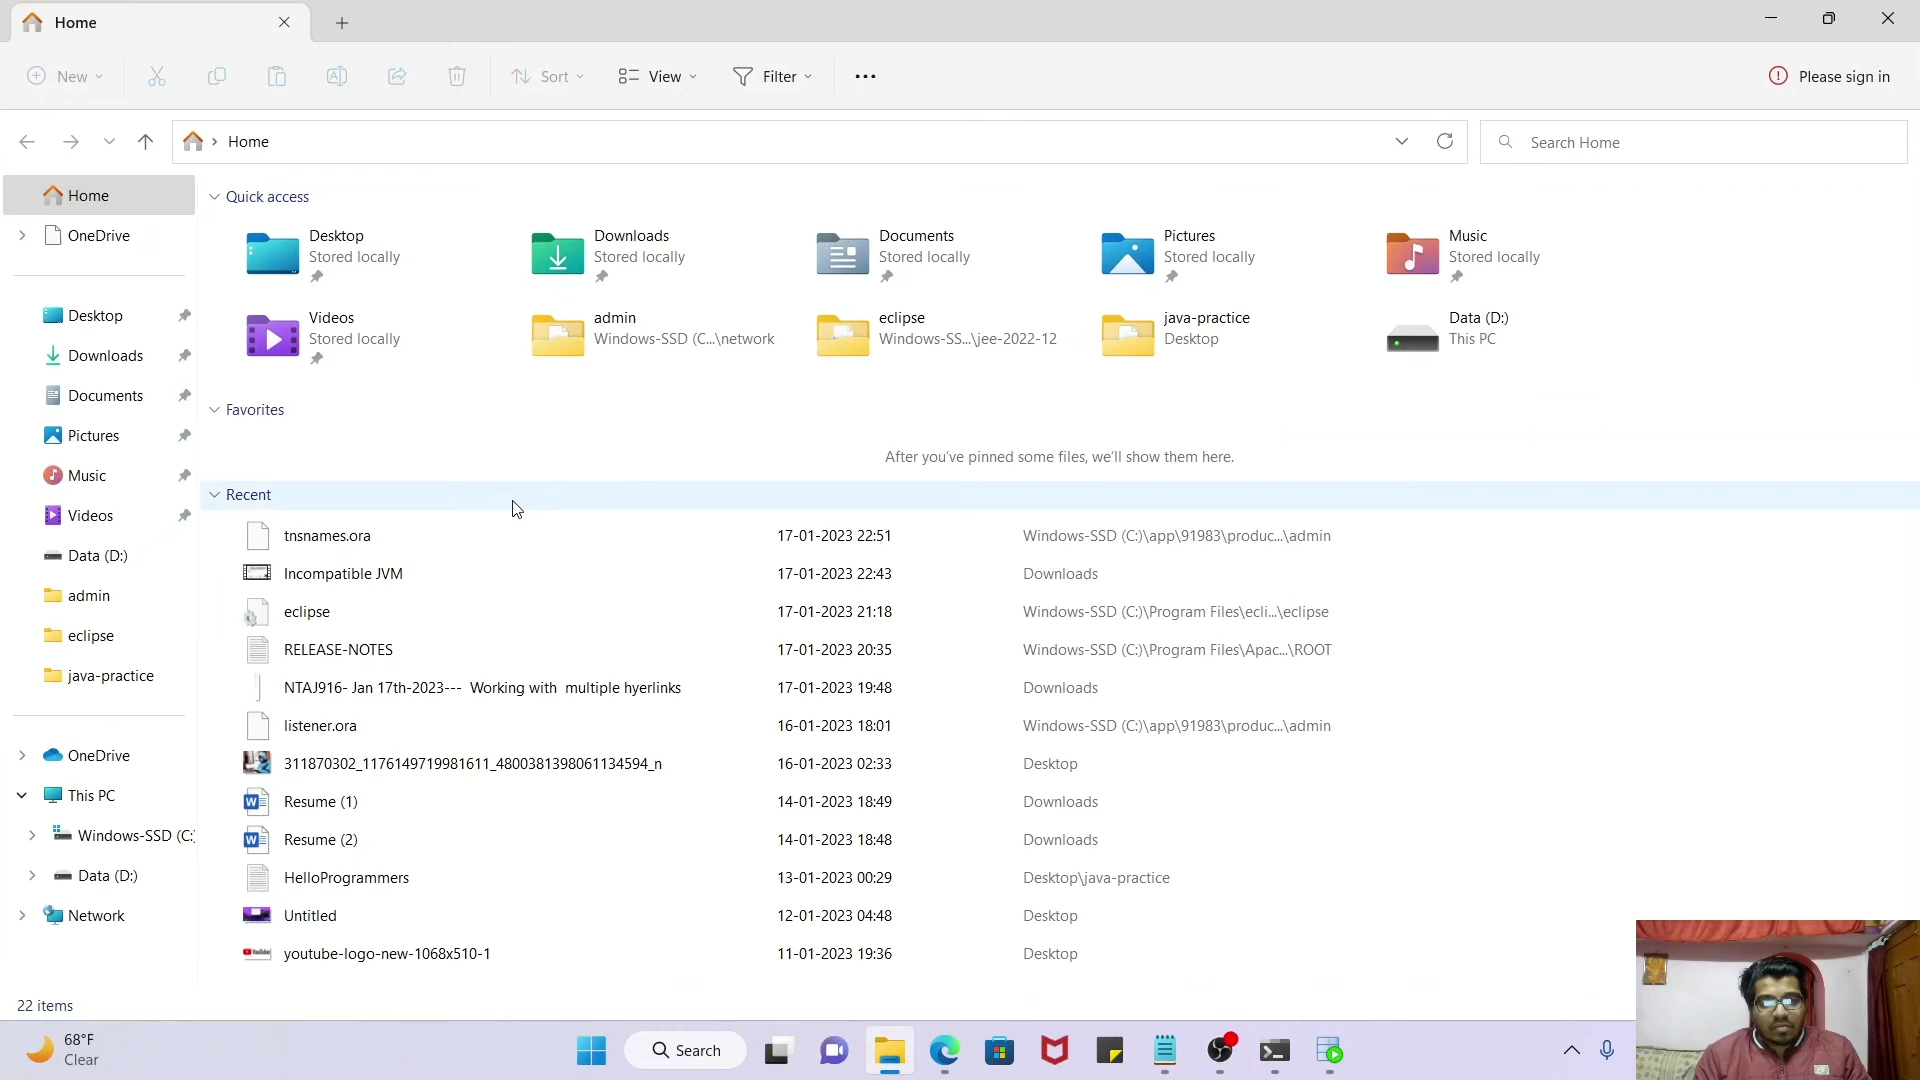 Home
New
Sort
View
Filter
Please sign in
Home
Search Home
Home
OneDrive
Desktop
Downloads
Documents
Pictures
Music
Videos
Data (D:)
admin
eclipse
java-practice
OneDrive
This PC
Windows-SSD (C:)
Data (D:)
Network
Quick access
Desktop
Stored locally
Downloads
Stored locally
Documents
Stored locally
Pictures
Stored locally
Music
Stored locally
Videos
Stored locally
admin
Windows-SSD (C...\network
eclipse
Windows-SS...\jee-2022-12
java-practice
Desktop
Data (D:)
This PC
Favorites
After you've pinned some files, we'll show them here.
Recent
tnsnames.ora 17-01-2023 22:51 Windows-SSD (C:)\app\91983\produc...\admin
Incompatible JVM 17-01-2023 22:43 Downloads
eclipse 17-01-2023 21:18 Windows-SSD (C:)\Program Files\ecli...\eclipse
RELEASE-NOTES 17-01-2023 20:35 Windows-SSD (C:)\Program Files\Apac...\ROOT
NTAJ916- Jan 17th-2023--- Working with multiple hyerlinks 17-01-2023 19:48 Downloads
listener.ora 16-01-2023 18:01 Windows-SSD (C:)\app\91983\produc...\admin
311870302_1176149719981611_4800381398061134594_n 16-01-2023 02:33 Desktop
Resume (1) 14-01-2023 18:49 Downloads
Resume (2) 14-01-2023 18:48 Downloads
HelloProgrammers 13-01-2023 00:29 Desktop\java-practice
Untitled 12-01-2023 04:48 Desktop
youtube-logo-new-1068x510-1 11-01-2023 19:36 Desktop
22 items
68°F
Clear
Search